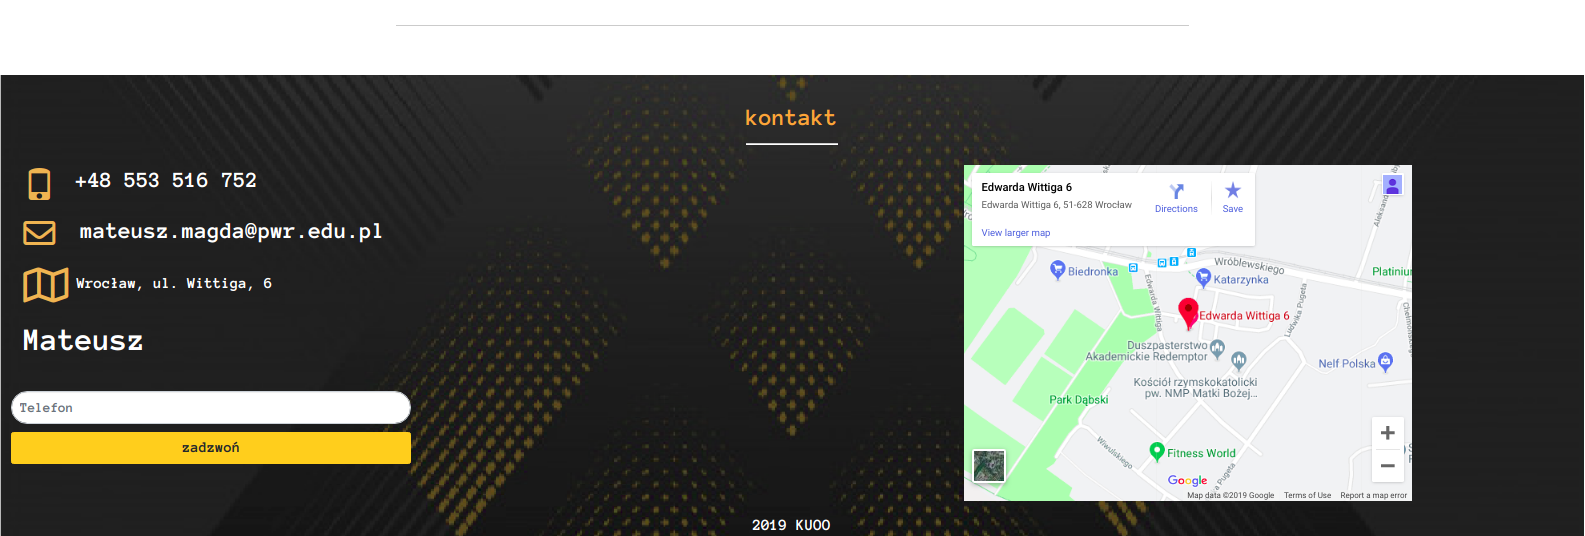 kontakt
+48 553 516 752
mateusz.magda@pwr.edu.pl
Wrocław, ul. Wittiga, 6
Mateusz
Telefon
zadzwoń
Edwarda Wittiga 6
Edwarda Wittiga 6, 51-628 Wrocław
Directions
Save
View larger map
Wróblewskiego
Biedronka
Katarzynka
Platinium
Edwarda Wittiga
Ludwika Pugeta
Edwarda Wittiga 6
Duszpasterstwo
Akademickie Redemptor
Nelf Polska
Kościół rzymskokatolicki
pw. NMP Matki Bożej...
Park Dąbski
Wiwulskiego
Fitness World
Pugeta
Google
Map data ©2019 Google
Terms of Use
Report a map error
2019 KUOO